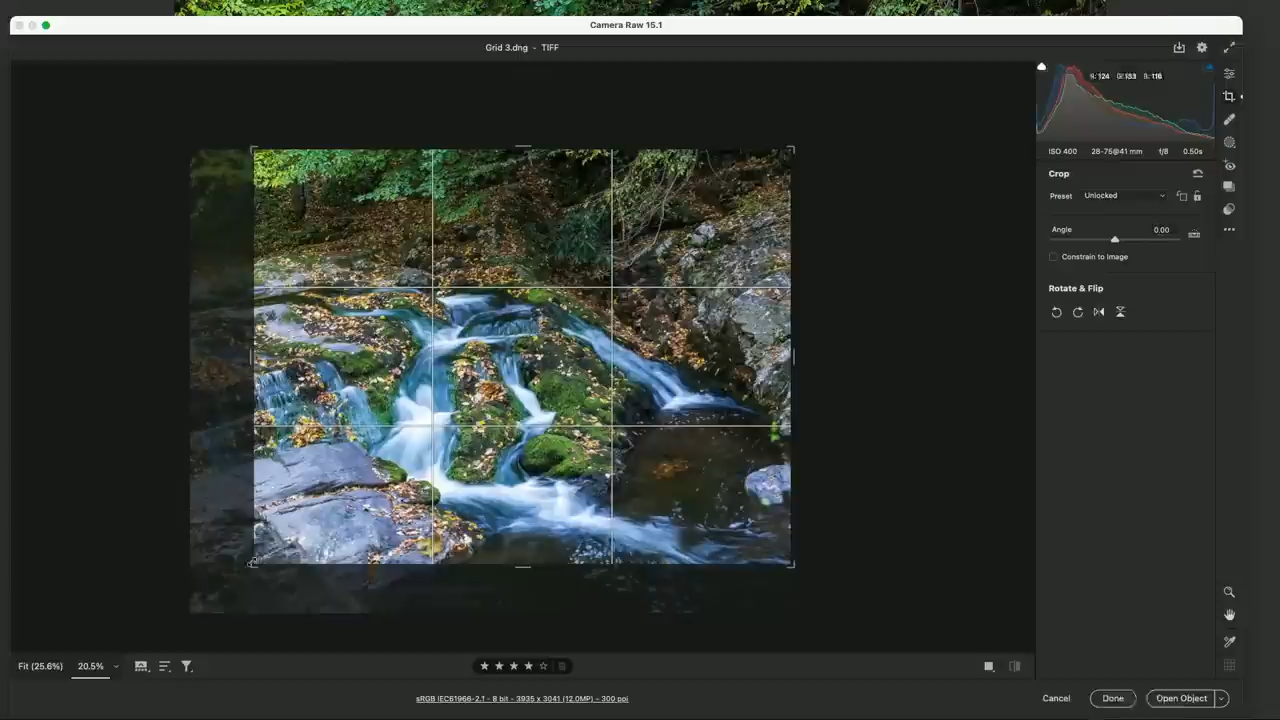 Camera Raw 15.1
Grid 3.dng - TIFF
R: 124 G: 133 B: 116
ISO 400 28-75@41 mm f/8 0.50s
Crop
Preset Unlocked
Angle 0.00
Constrain to Image
Rotate & Flip
Fit (25.6%) 20.5%
sRGB IEC61966-2.1 - 8 bit - 3935 x 3041 (12.0MP) - 300 ppi
Cancel Done Open Object